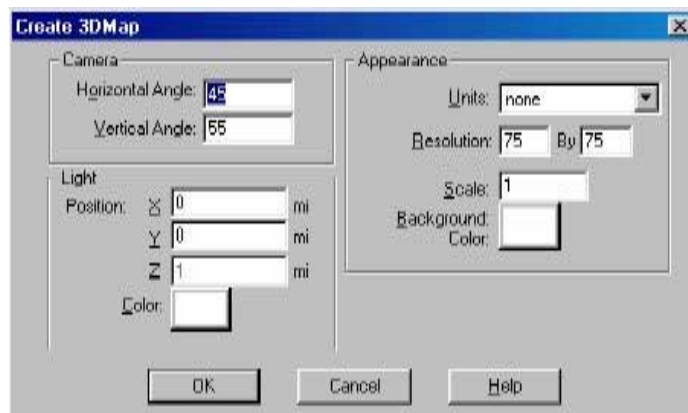 Create 3DMap
Camera
Horizontal Angle: 45
Vertical Angle: 55
Light
Position: X 0 mi
Y 0 mi
Z 1 mi
Color:
Appearance
Units: none
Resolution: 75 By 75
Scale: 1
Background
Color:
OK Cancel Help